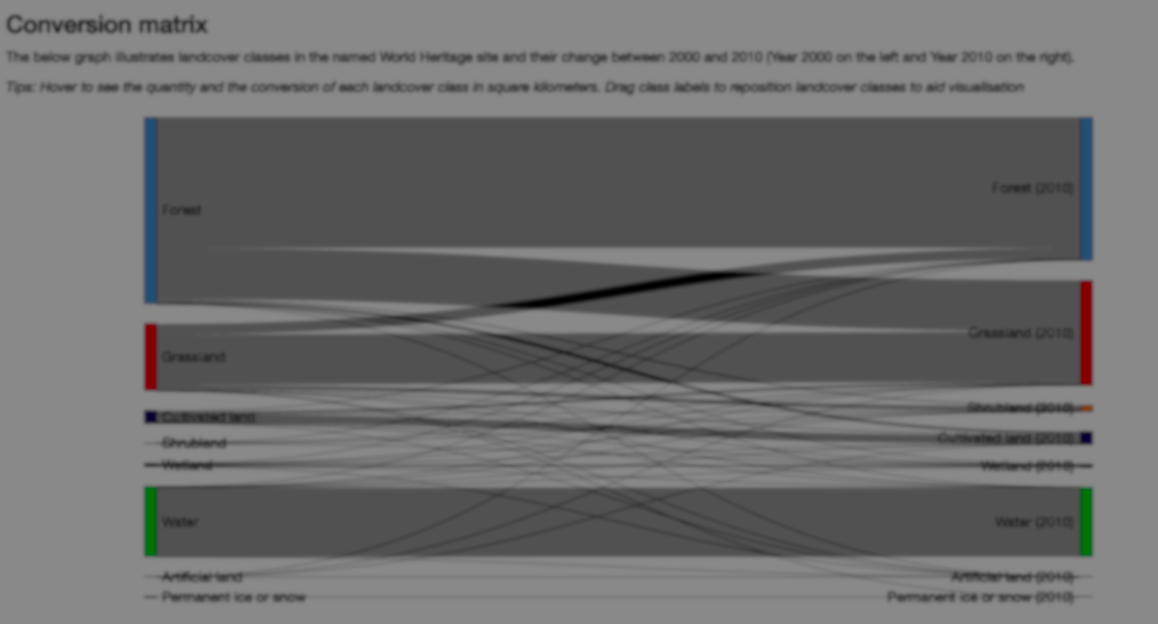 Conversion matrix
The below graph illustrates landcover classes in the named World Heritage site and their change between 2000 and 2010 (Year 2000 on the left and Year 2010 on the right).
Tips: Hover to see the quantity and the conversion of each landcover class in square kilometers. Drag class labels to reposition landcover classes to aid visualisation
Forest (2010)
Forest
Grassland (2010)
Grassland
Shrubland (2010)
Cultivated land
Cultivated land (2010)
Shrubland
Wetland
Wetland (2010)
Water
Water (2010)
Artificial land
Artificial land (2010)
Permanent ice or snow
Permanent ice or snow (2010)